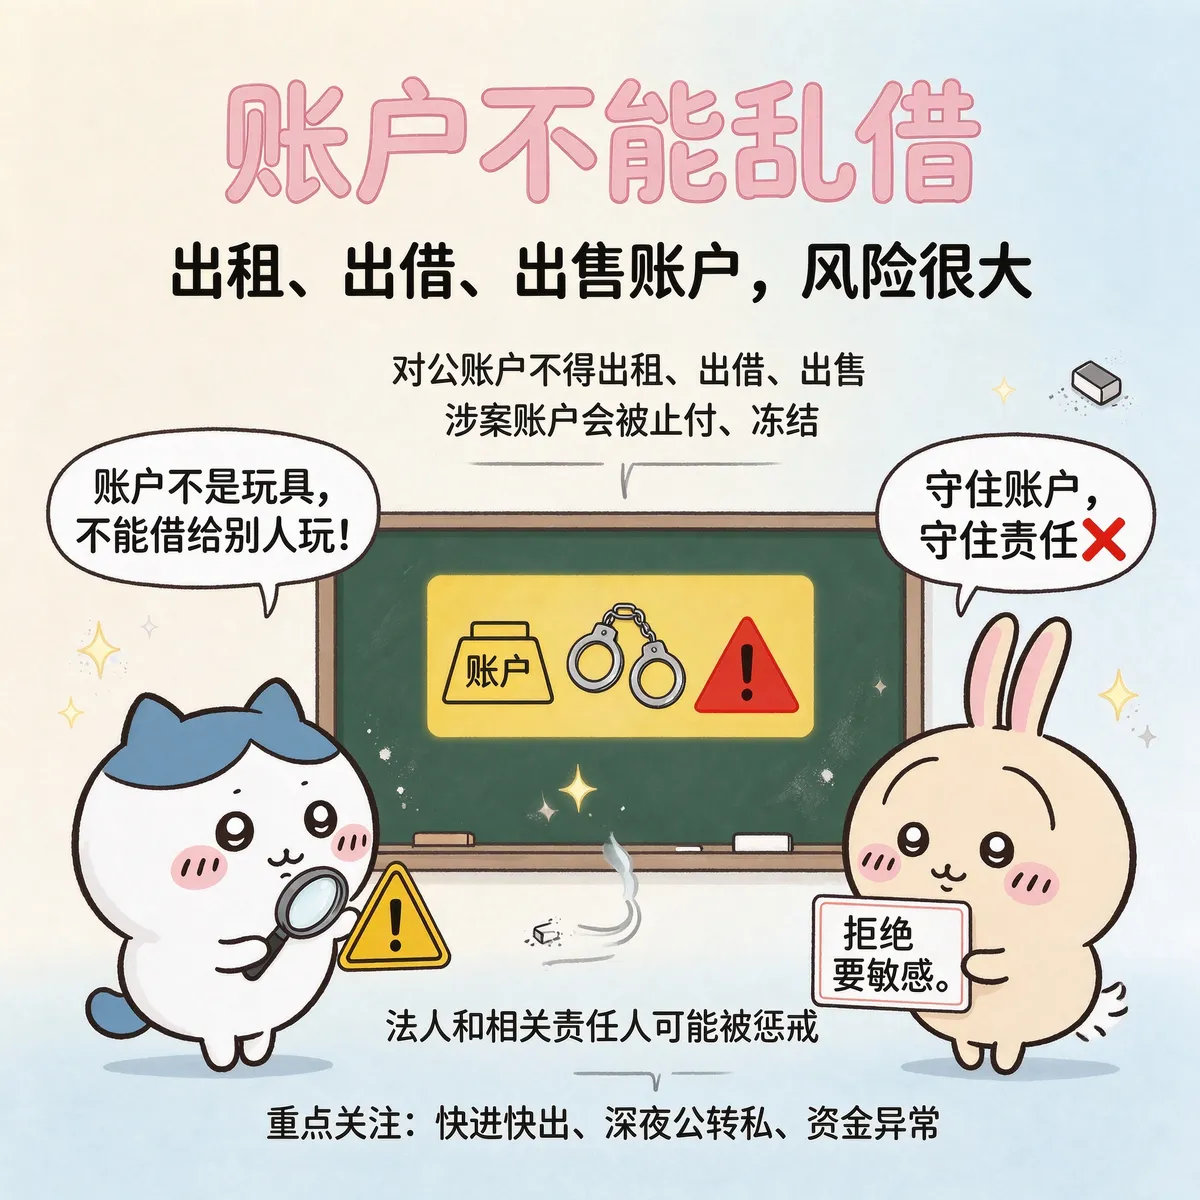 账户不能乱借
出租、出借、出售账户，风险很大
对公账户不得出租、出借、出售
涉案账户会被止付、冻结
账户不是玩具，
不能借给别人玩！
守住账户，
守住责任❌
账户
拒绝
要敏感。
法人和相关责任人可能被惩戒
重点关注：快进快出、深夜公转私、资金异常